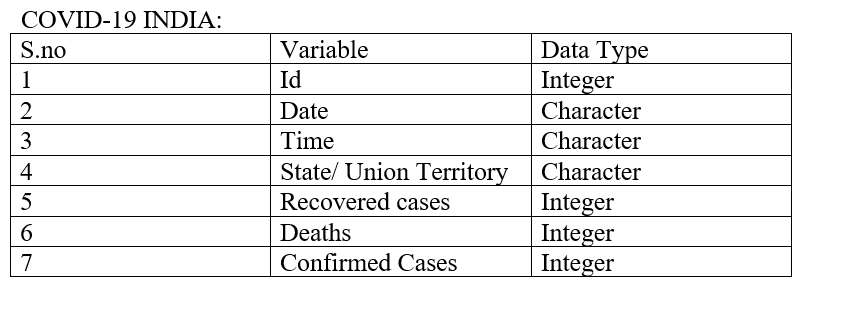 COVID-19 INDIA:
S.no Variable Data Type
1 Id Integer
2 Date Character
3 Time Character
4 State/ Union Territory Character
5 Recovered cases Integer
6 Deaths Integer
7 Confirmed Cases Integer